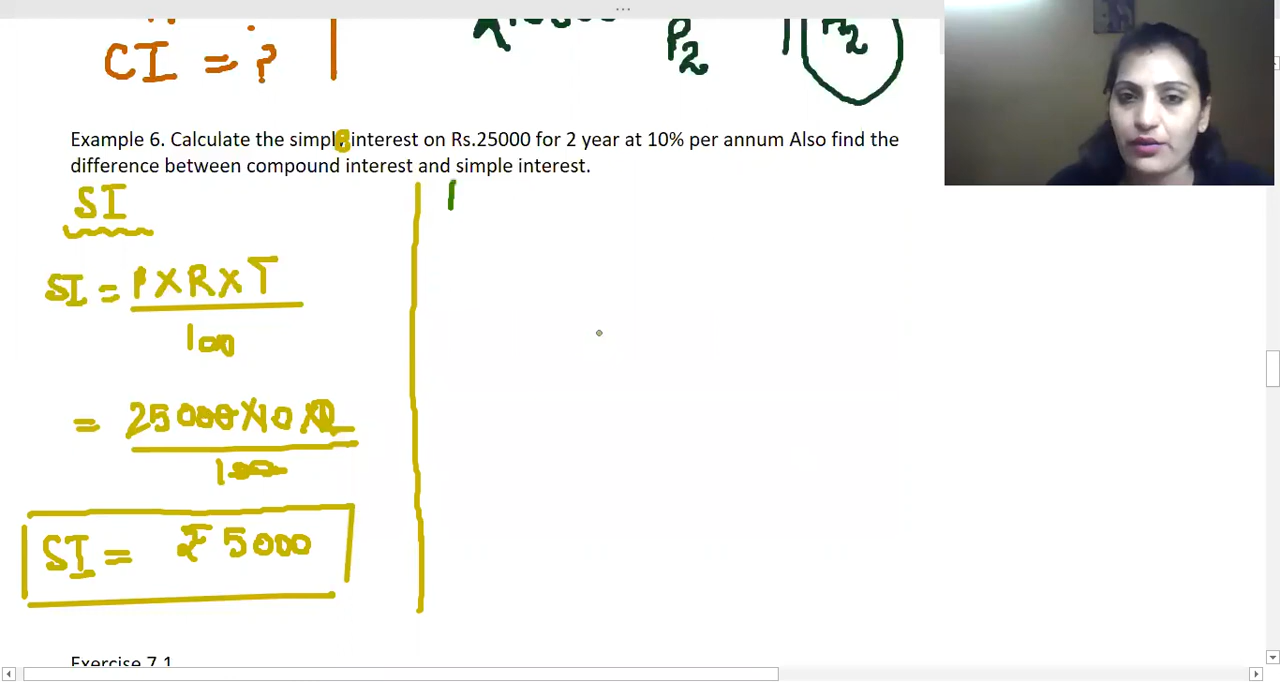 CI = ?
P2
Example 6. Calculate the simple interest on Rs.25000 for 2 year at 10% per annum Also find the
difference between compound interest and simple interest.
SI
SI = P X R X T
100
= 25000 X 10 X 2
100
SI = ₹ 5000
Exercise 7.1